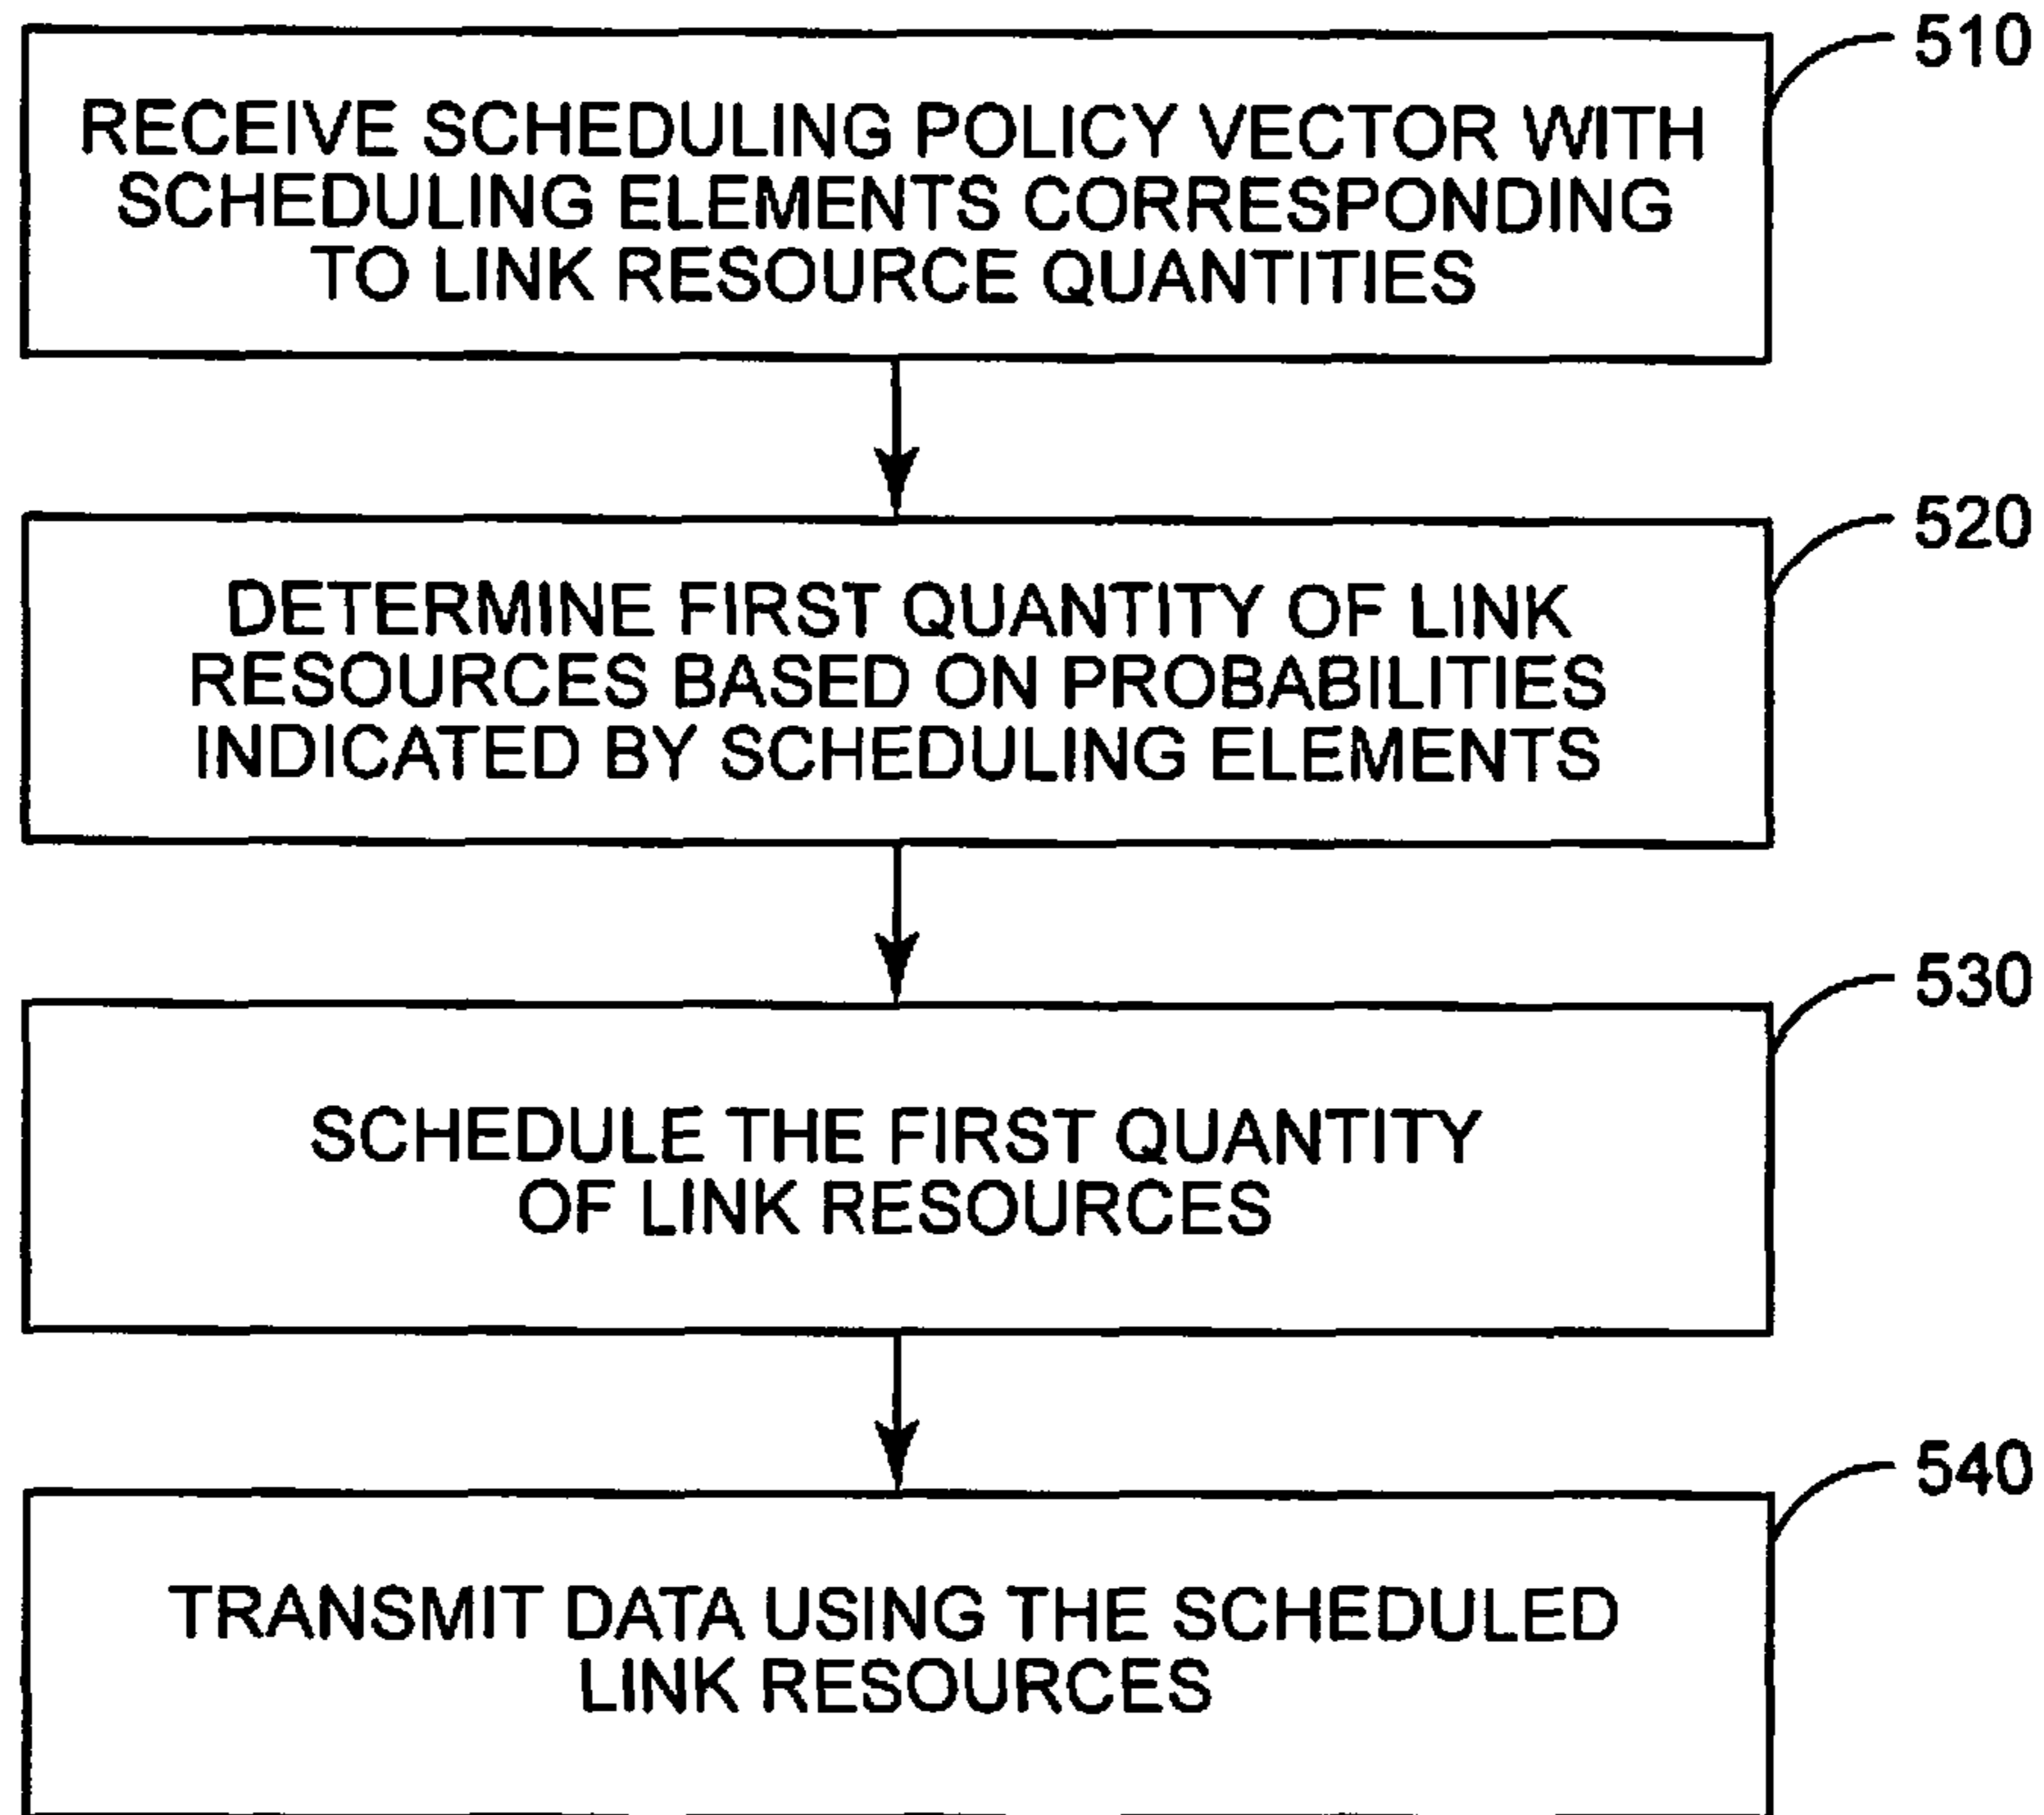 510
RECEIVE SCHEDULING POLICY VECTOR WITH
SCHEDULING ELEMENTS CORRESPONDING
TO LINK RESOURCE QUANTITIES
520
DETERMINE FIRST QUANTITY OF LINK
RESOURCES BASED ON PROBABILITIES
INDICATED BY SCHEDULING ELEMENTS
530
SCHEDULE THE FIRST QUANTITY
OF LINK RESOURCES
540
TRANSMIT DATA USING THE SCHEDULED
LINK RESOURCES